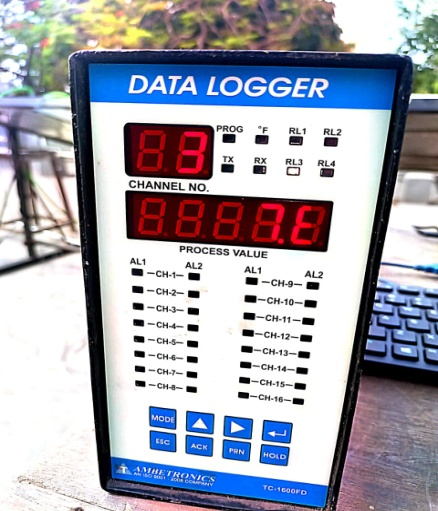 DATA LOGGER
3 PROG °F RL1 RL2
TX RX RL3 RL4
CHANNEL NO.
PROCESS VALUE
AL1 AL2 AL1 AL2
CH-1 CH-9
CH-2 CH-10
CH-3 CH-11
CH-4 CH-12
CH-5 CH-13
CH-6 CH-14
CH-7 CH-15
CH-8 CH-16
MODE
ESC ACK PRN HOLD
AMBETRONICS
AN ISO 9001 2008 COMPANY
TC-1600FD